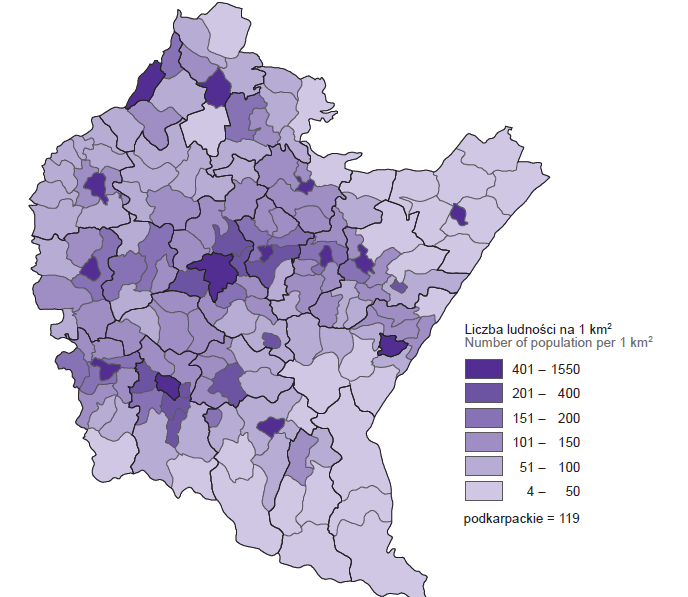 Liczba ludności na 1 km²
Number of population per 1 km²
401 – 1550
201 – 400
151 – 200
101 – 150
51 – 100
4 – 50
podkarpackie = 119